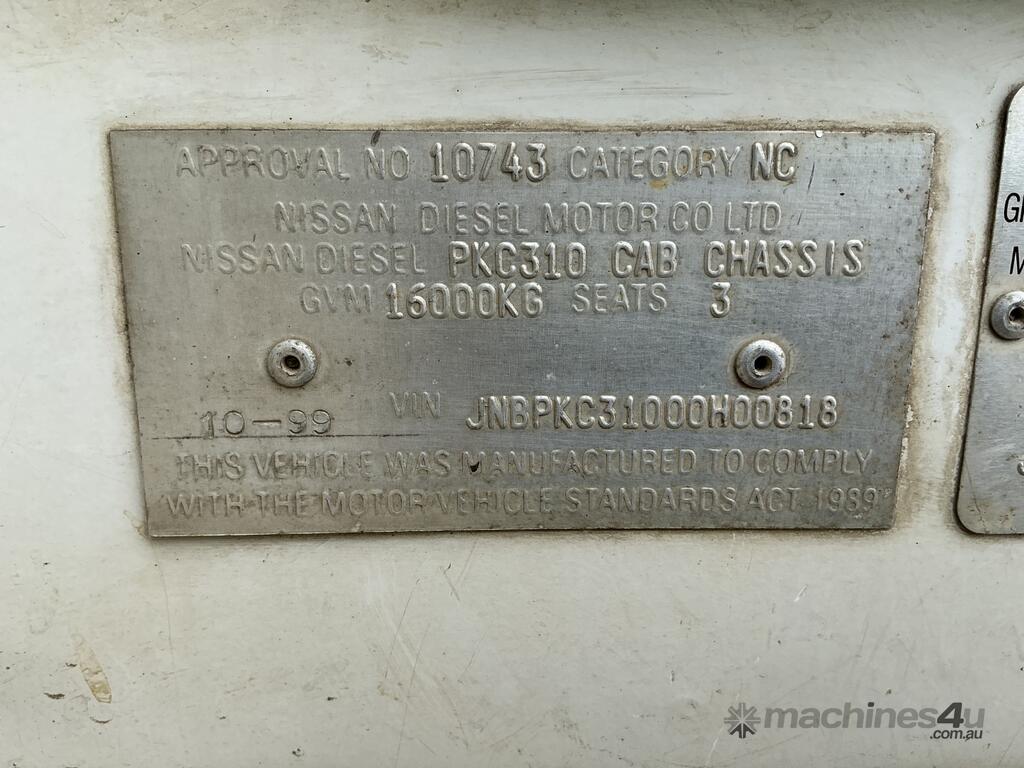 APPROVAL NO 10743 CATEGORY NC
NISSAN DIESEL MOTOR CO LTD
NISSAN DIESEL PKC310 CAB CHASSIS
GVM 16000KG SEATS 3
10-99 VIN JNBPKC31000H00818
THIS VEHICLE WAS MANUFACTURED TO COMPLY
WITH THE MOTOR VEHICLE STANDARDS ACT 1989
machines4u
.com.au